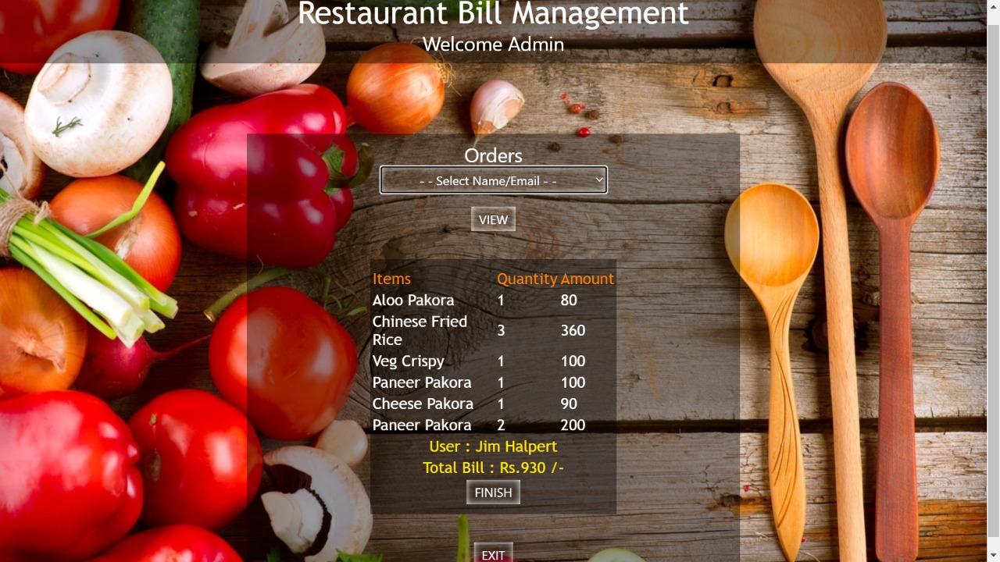 Restaurant Bill Management
Welcome Admin
Orders
- - Select Name/Email - -
VIEW
Items Quantity Amount
Aloo Pakora 1 80
Chinese Fried
Rice 3 360
Veg Crispy 1 100
Paneer Pakora 1 100
Cheese Pakora 1 90
Paneer Pakora 2 200
User : Jim Halpert
Total Bill : Rs.930 /-
FINISH
EXIT